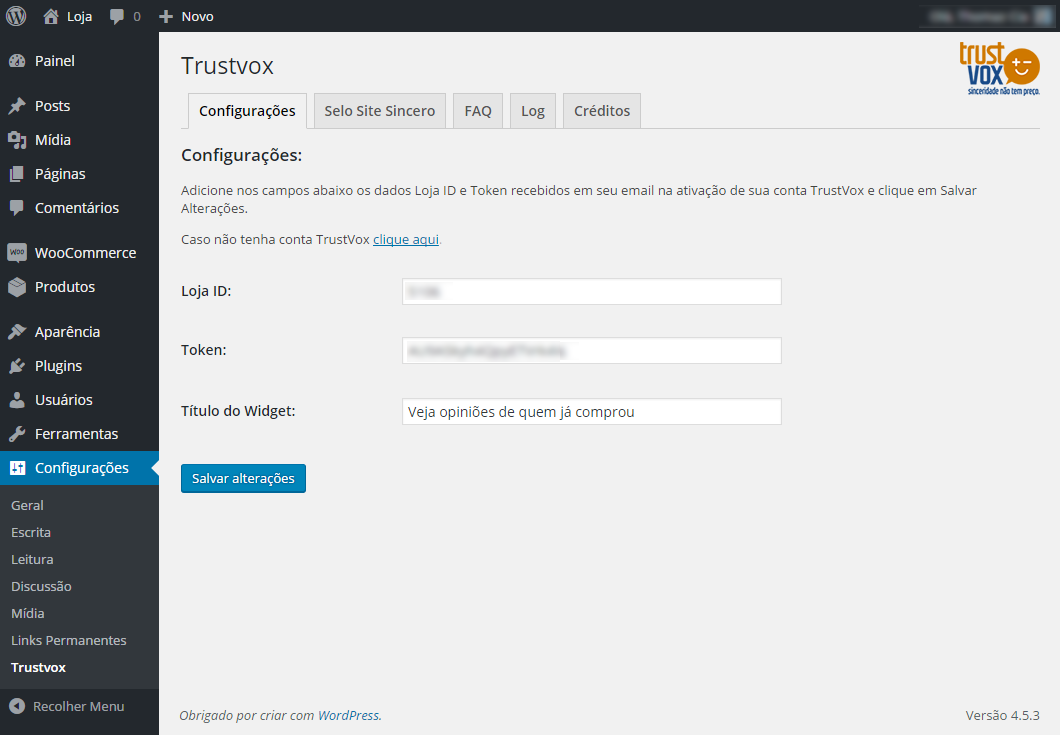 Loja 0 Novo
Painel
Posts
Mídia
Páginas
Comentários
WooCommerce
Produtos
Aparência
Plugins
Usuários
Ferramentas
Configurações
Geral
Escrita
Leitura
Discussão
Mídia
Links Permanentes
Trustvox
Recolher Menu
Trustvox
trust
vox
sinceridade não tem preço.
Configurações Selo Site Sincero FAQ Log Créditos
Configurações:
Adicione nos campos abaixo os dados Loja ID e Token recebidos em seu email na ativação de sua conta TrustVox e clique em Salvar
Alterações.
Caso não tenha conta TrustVox clique aqui.
Loja ID:
Token:
Título do Widget: Veja opiniões de quem já comprou
Salvar alterações
Obrigado por criar com WordPress. Versão 4.5.3